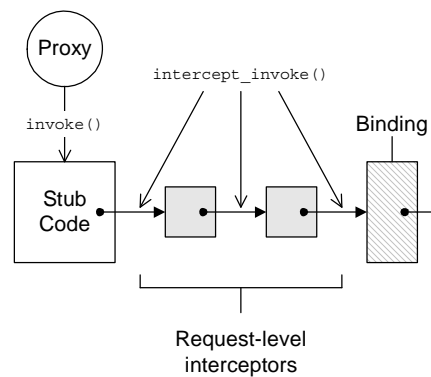 Proxy
intercept_invoke()
invoke()
Binding
Stub
Code
Request-level
interceptors